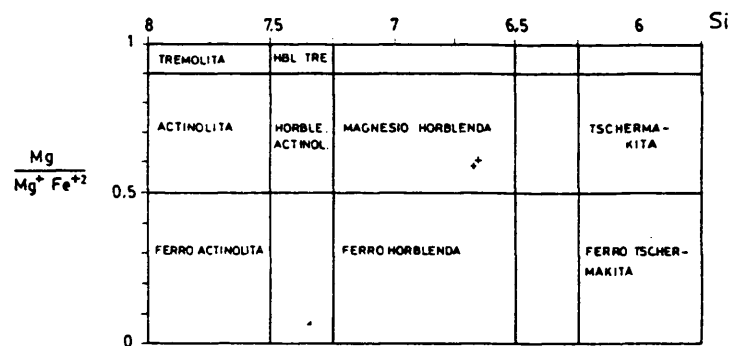 8 7.5 7 6.5 6 Si
1
TREMOLITA HBL TRE
ACTINOLITA HORBLE. MAGNESIO HORBLENDA TSCHERMA-
ACTINOL. KITA
Mg
Mg+ Fe+2
0.5
FERRO ACTINOLITA FERRO HORBLENDA FERRO TSCHER-
MAKITA
0